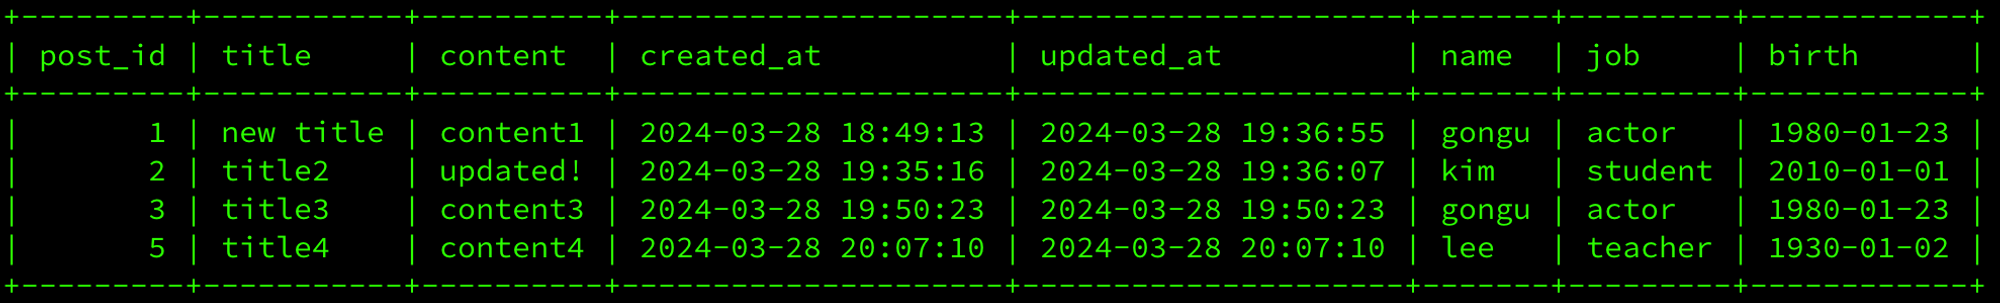 +---------+-----------+----------+---------------------+---------------------+-------+---------+------------+
| post_id | title     | content  | created_at          | updated_at          | name  | job     | birth      |
+---------+-----------+----------+---------------------+---------------------+-------+---------+------------+
|       1 | new title | content1 | 2024-03-28 18:49:13 | 2024-03-28 19:36:55 | gongu | actor   | 1980-01-23 |
|       2 | title2    | updated! | 2024-03-28 19:35:16 | 2024-03-28 19:36:07 | kim   | student | 2010-01-01 |
|       3 | title3    | content3 | 2024-03-28 19:50:23 | 2024-03-28 19:50:23 | gongu | actor   | 1980-01-23 |
|       5 | title4    | content4 | 2024-03-28 20:07:10 | 2024-03-28 20:07:10 | lee   | teacher | 1930-01-02 |
+---------+-----------+----------+---------------------+---------------------+-------+---------+------------+